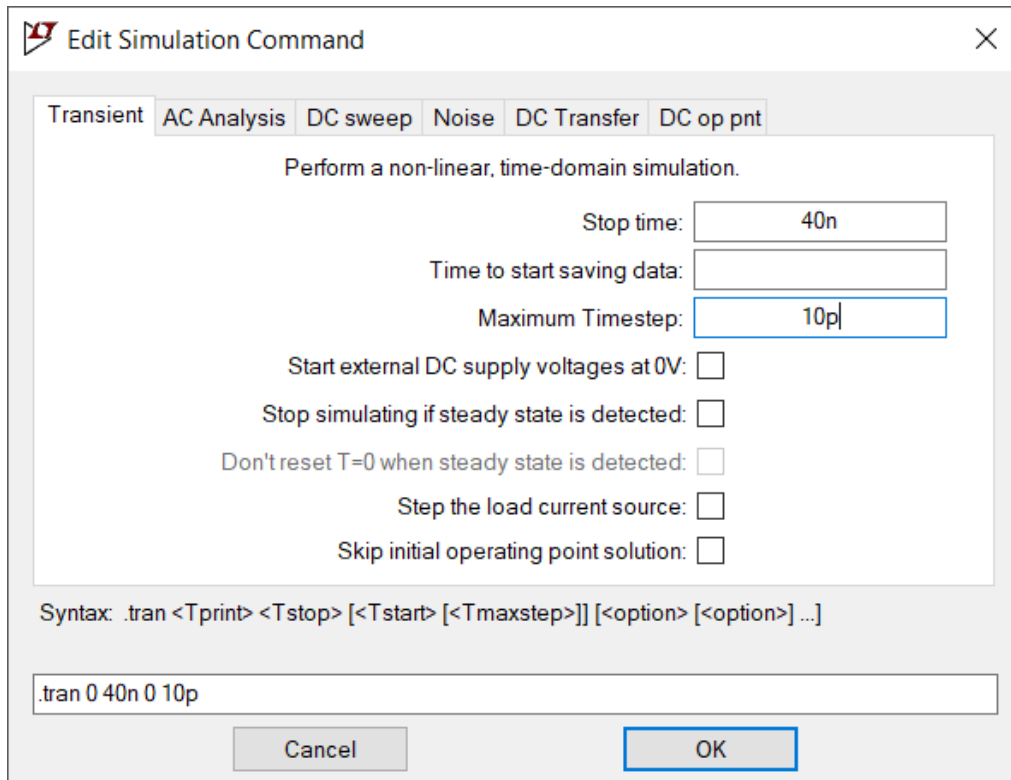 Edit Simulation Command
Transient AC Analysis DC sweep Noise DC Transfer DC op pnt
Perform a non-linear, time-domain simulation.
Stop time: 40n
Time to start saving data:
Maximum Timestep: 10p
Start external DC supply voltages at 0V:
Stop simulating if steady state is detected:
Don't reset T=0 when steady state is detected:
Step the load current source:
Skip initial operating point solution:
Syntax: .tran <Tprint> <Tstop> [<Tstart> [<Tmaxstep>]] [<option> [<option>] ...]
.tran 0 40n 0 10p
Cancel OK